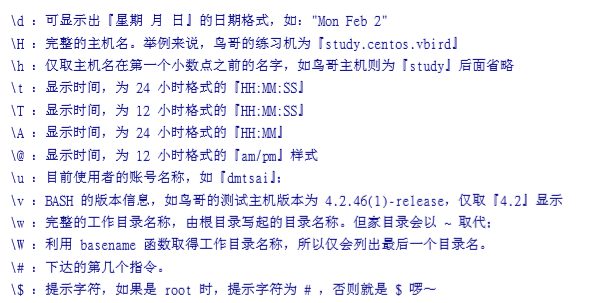 \d ：可显示出『星期 月 日』的日期格式，如："Mon Feb 2"
\H ：完整的主机名。举例来说，鸟哥的练习机为『study.centos.vbird』
\h ：仅取主机名在第一个小数点之前的名字，如鸟哥主机则为『study』后面省略
\t ：显示时间，为 24 小时格式的『HH:MM:SS』
\T ：显示时间，为 12 小时格式的『HH:MM:SS』
\A ：显示时间，为 24 小时格式的『HH:MM』
\@ ：显示时间，为 12 小时格式的『am/pm』样式
\u ：目前使用者的账号名称，如『dmtsai』；
\v ：BASH 的版本信息，如鸟哥的测试主机版本为 4.2.46(1)-release，仅取『4.2』显示
\w ：完整的工作目录名称，由根目录写起的目录名称。但家目录会以 ~ 取代；
\W ：利用 basename 函数取得工作目录名称，所以仅会列出最后一个目录名。
\# ：下达的第几个指令。
\$ ：提示字符，如果是 root 时，提示字符为 # ，否则就是 $ 啰～